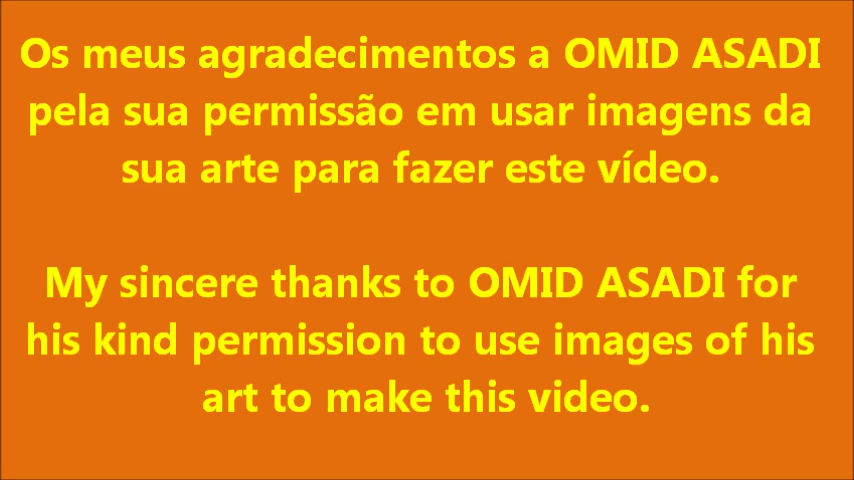 Os meus agradecimentos a OMID ASADI
pela sua permissão em usar imagens da
sua arte para fazer este vídeo.
My sincere thanks to OMID ASADI for
his kind permission to use images of his
art to make this video.